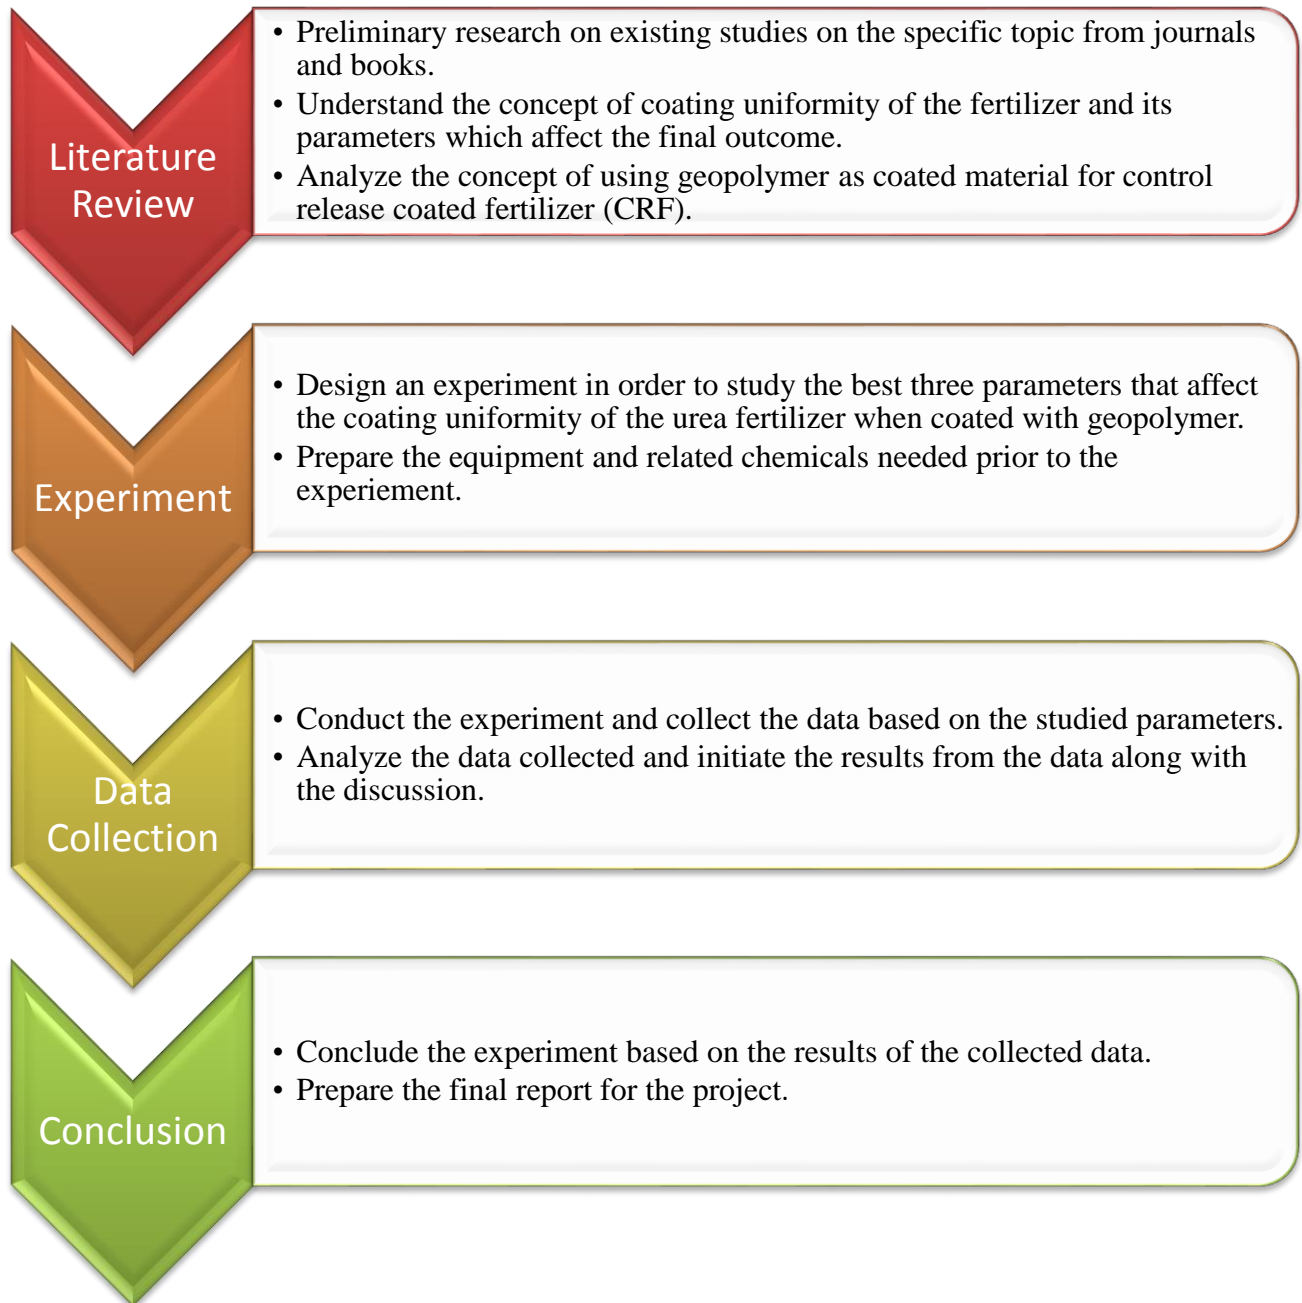 Literature
Review
• Preliminary research on existing studies on the specific topic from journals
and books.
• Understand the concept of coating uniformity of the fertilizer and its
parameters which affect the final outcome.
• Analyze the concept of using geopolymer as coated material for control
release coated fertilizer (CRF).
Experiment
• Design an experiment in order to study the best three parameters that affect
the coating uniformity of the urea fertilizer when coated with geopolymer.
• Prepare the equipment and related chemicals needed prior to the
experiement.
Data
Collection
• Conduct the experiment and collect the data based on the studied parameters.
• Analyze the data collected and initiate the results from the data along with
the discussion.
Conclusion
• Conclude the experiment based on the results of the collected data.
• Prepare the final report for the project.